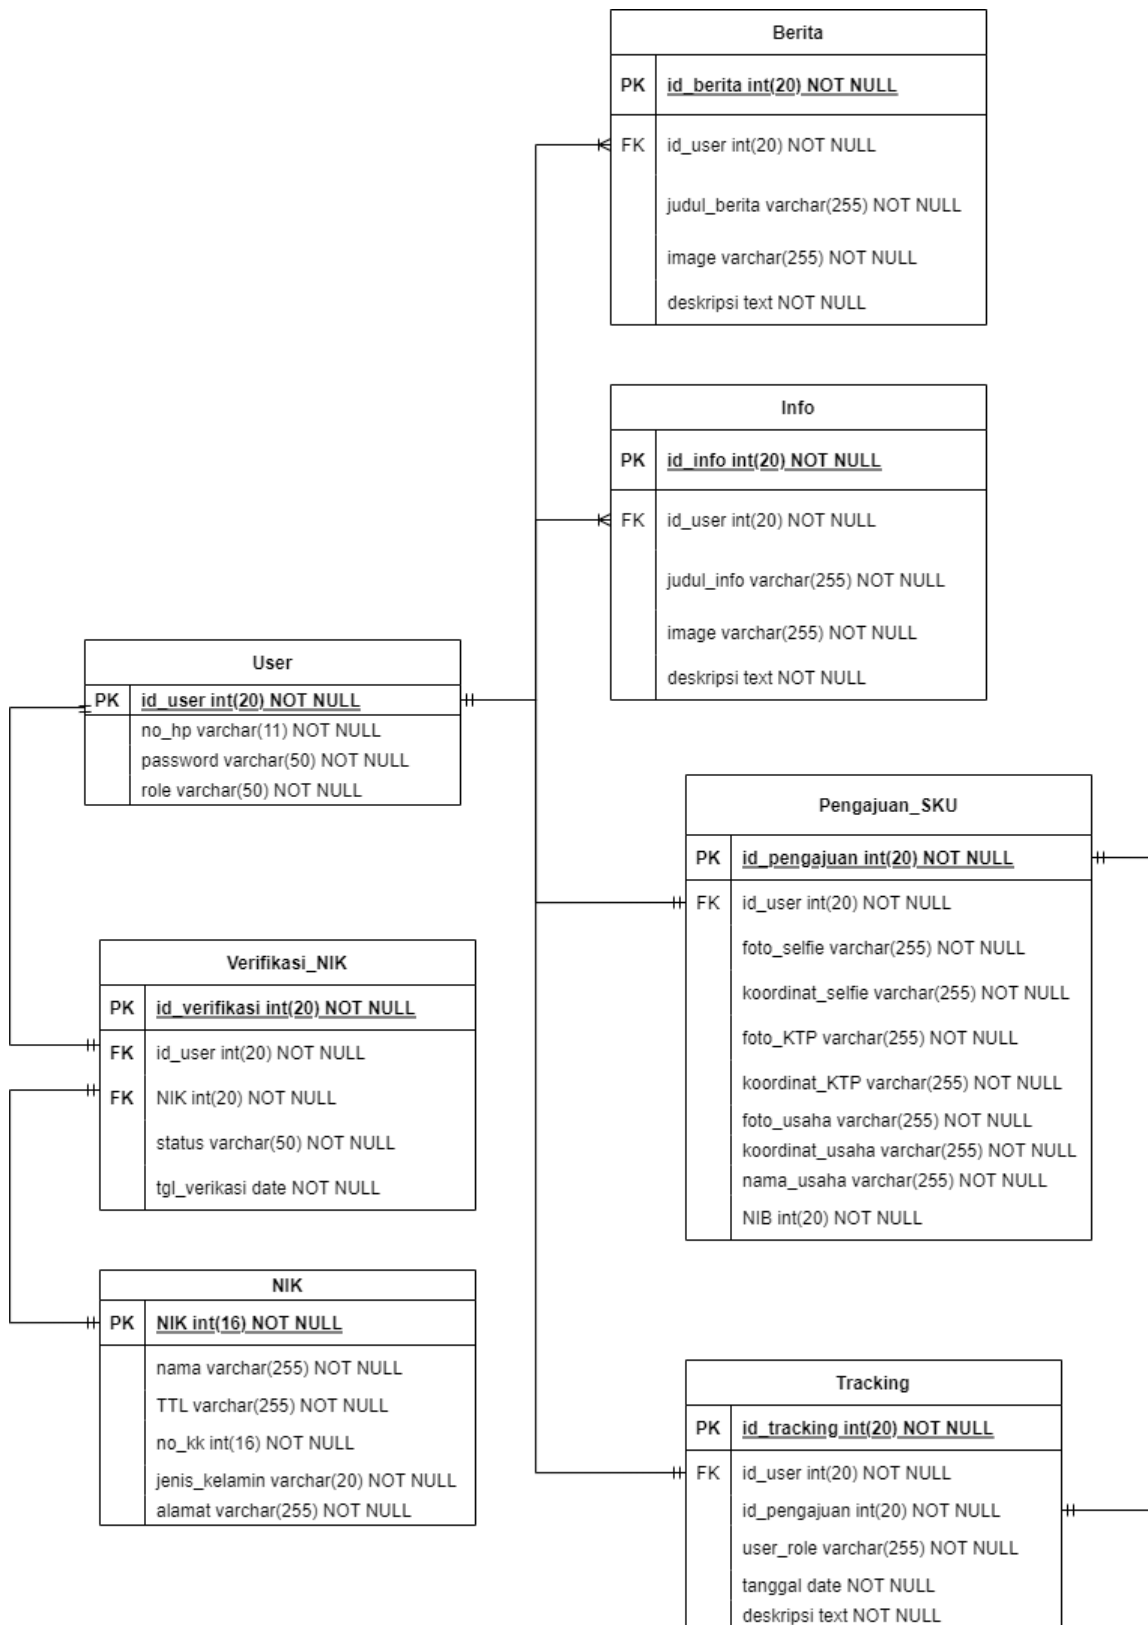 Berita
PK id_berita int(20) NOT NULL
FK id_user int(20) NOT NULL
judul_berita varchar(255) NOT NULL
image varchar(255) NOT NULL
deskripsi text NOT NULL
Info
PK id_info int(20) NOT NULL
FK id_user int(20) NOT NULL
judul_info varchar(255) NOT NULL
image varchar(255) NOT NULL
deskripsi text NOT NULL
User
PK id_user int(20) NOT NULL
no_hp varchar(11) NOT NULL
password varchar(50) NOT NULL
role varchar(50) NOT NULL
Pengajuan_SKU
PK id_pengajuan int(20) NOT NULL
FK id_user int(20) NOT NULL
foto_selfie varchar(255) NOT NULL
koordinat_selfie varchar(255) NOT NULL
foto_KTP varchar(255) NOT NULL
koordinat_KTP varchar(255) NOT NULL
foto_usaha varchar(255) NOT NULL
koordinat_usaha varchar(255) NOT NULL
nama_usaha varchar(255) NOT NULL
NIB int(20) NOT NULL
Verifikasi_NIK
PK id_verifikasi int(20) NOT NULL
FK id_user int(20) NOT NULL
FK NIK int(20) NOT NULL
status varchar(50) NOT NULL
tgl_verikasi date NOT NULL
NIK
PK NIK int(16) NOT NULL
nama varchar(255) NOT NULL
TTL varchar(255) NOT NULL
no_kk int(16) NOT NULL
jenis_kelamin varchar(20) NOT NULL
alamat varchar(255) NOT NULL
Tracking
PK id_tracking int(20) NOT NULL
FK id_user int(20) NOT NULL
id_pengajuan int(20) NOT NULL
user_role varchar(255) NOT NULL
tanggal date NOT NULL
deskripsi text NOT NULL